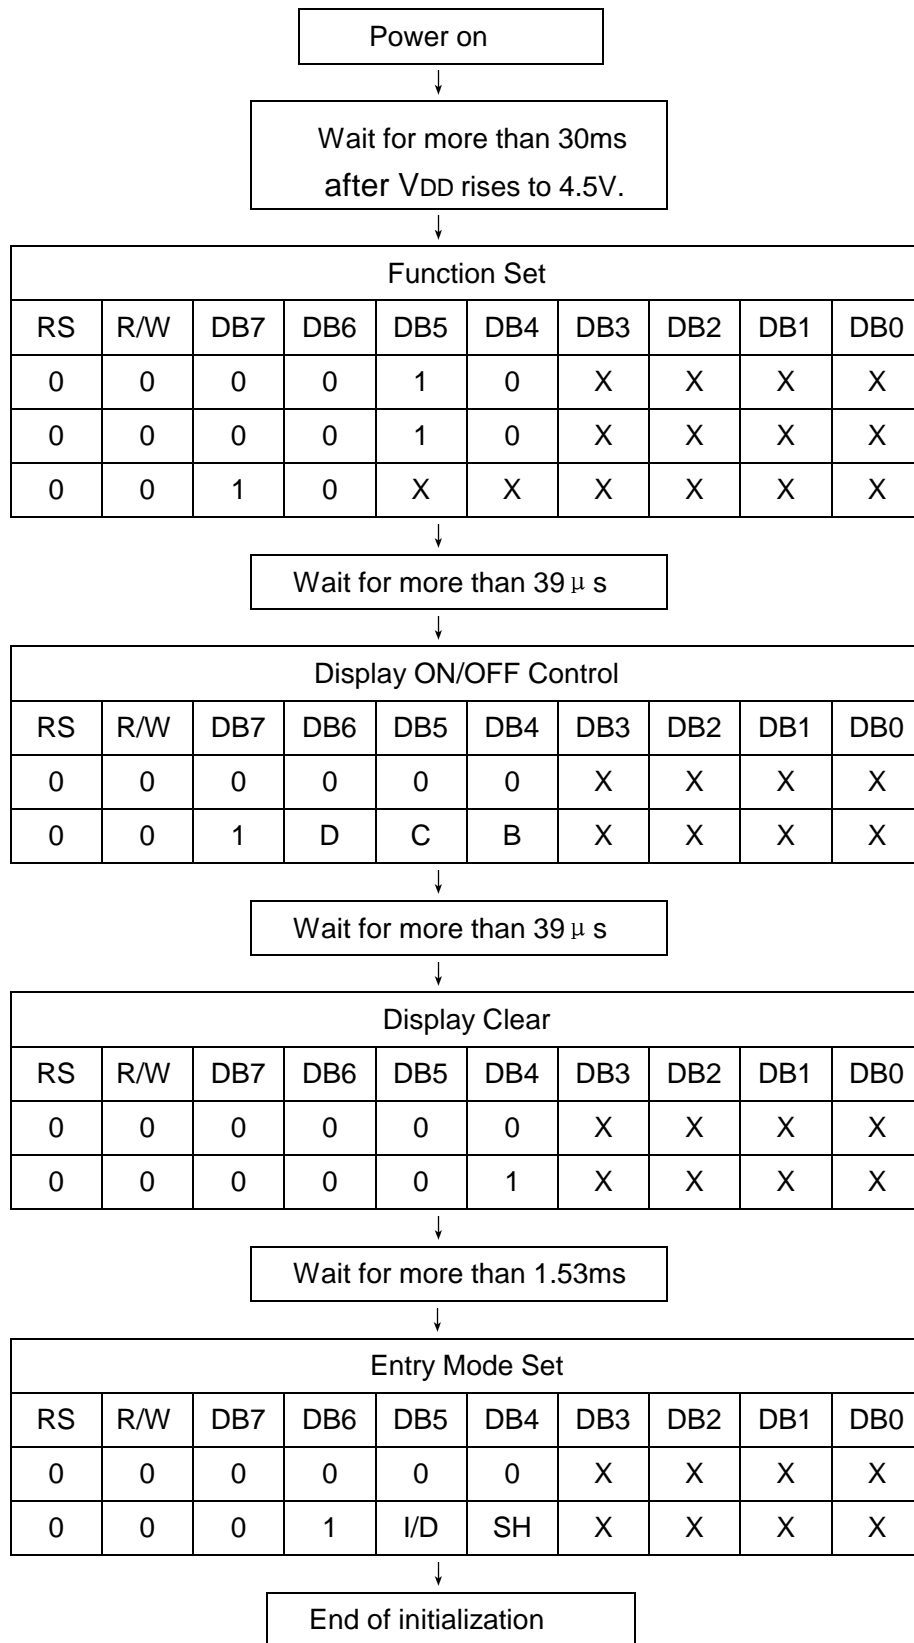 Power on
Wait for more than 30ms
after VDD rises to 4.5V.
Function Set
RS R/W DB7 DB6 DB5 DB4 DB3 DB2 DB1 DB0
0 0 0 0 1 0 X X X X
0 0 0 0 1 0 X X X X
0 0 1 0 X X X X X X
Wait for more than 39μs
Display ON/OFF Control
RS R/W DB7 DB6 DB5 DB4 DB3 DB2 DB1 DB0
0 0 0 0 0 0 X X X X
0 0 1 D C B X X X X
Wait for more than 39μs
Display Clear
RS R/W DB7 DB6 DB5 DB4 DB3 DB2 DB1 DB0
0 0 0 0 0 0 X X X X
0 0 0 0 0 1 X X X X
Wait for more than 1.53ms
Entry Mode Set
RS R/W DB7 DB6 DB5 DB4 DB3 DB2 DB1 DB0
0 0 0 0 0 0 X X X X
0 0 0 1 I/D SH X X X X
End of initialization